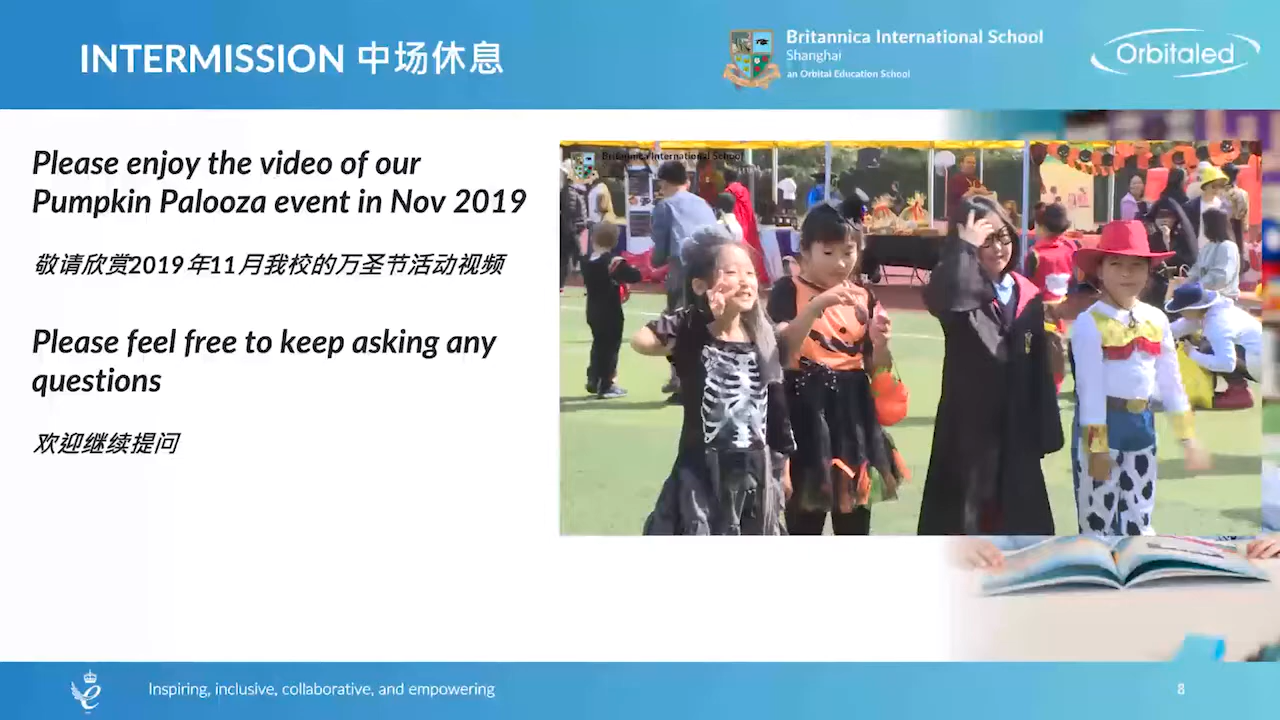 INTERMISSION 中场休息
Britannica International School
Shanghai
an Orbital Education School
Orbitaled
Please enjoy the video of our
Pumpkin Palooza event in Nov 2019
敬请欣赏2019年11月我校的万圣节活动视频
Please feel free to keep asking any
questions
欢迎继续提问
Britannica International School
Inspiring, inclusive, collaborative, and empowering
8